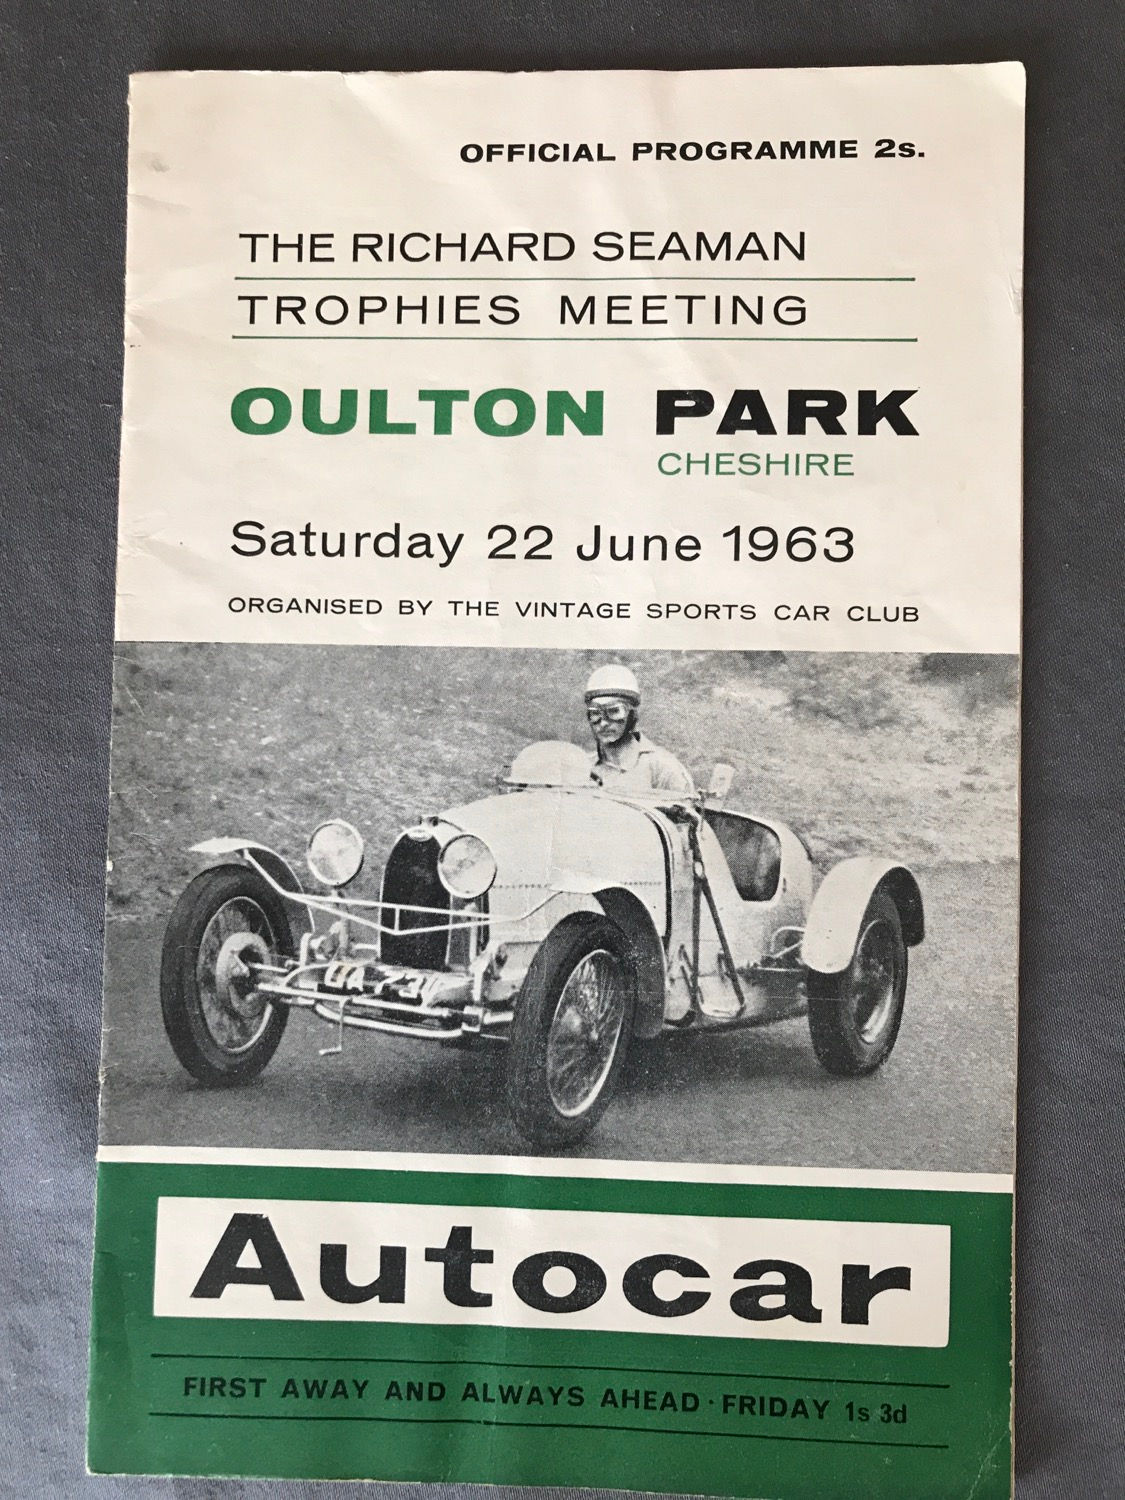 OFFICIAL PROGRAMME 2s.
THE RICHARD SEAMAN
TROPHIES MEETING
OULTON PARK
CHESHIRE
Saturday 22 June 1963
ORGANISED BY THE VINTAGE SPORTS CAR CLUB
Autocar
FIRST AWAY AND ALWAYS AHEAD · FRIDAY 1s 3d